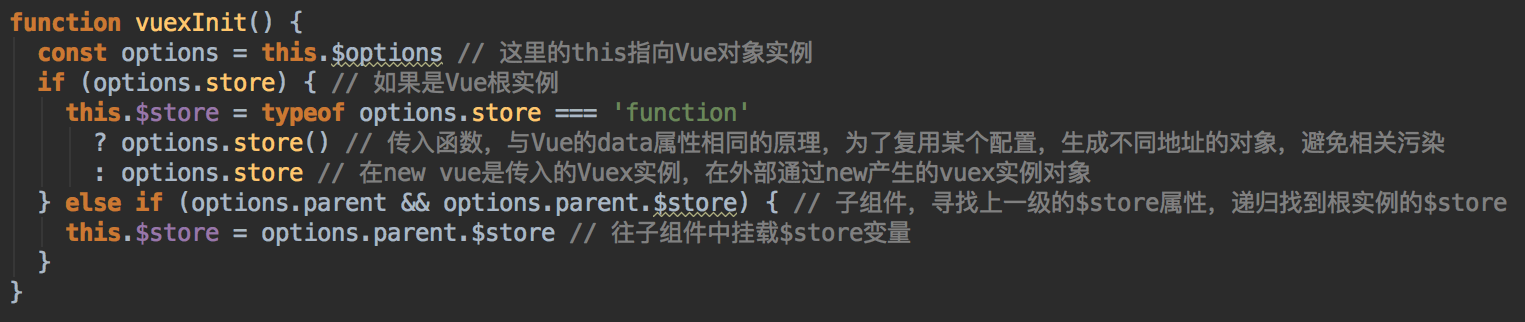 function vuexInit() {
  const options = this.$options // 这里的this指向Vue对象实例
  if (options.store) { // 如果是Vue根实例
    this.$store = typeof options.store === 'function'
      ? options.store() // 传入函数，与Vue的data属性相同的原理，为了复用某个配置，生成不同地址的对象，避免相关污染
      : options.store // 在new vue是传入的Vuex实例，在外部通过new产生的vuex实例对象
  } else if (options.parent && options.parent.$store) { // 子组件，寻找上一级的$store属性，递归找到根实例的$store
    this.$store = options.parent.$store // 往子组件中挂载$store变量
  }
}